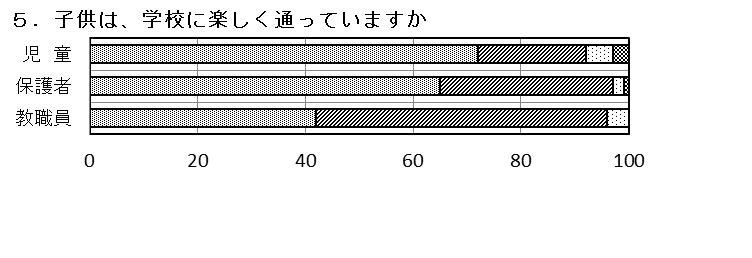 5．子供は、学校に楽しく通っていますか
児 童
保護者
教職員
0 20 40 60 80 100